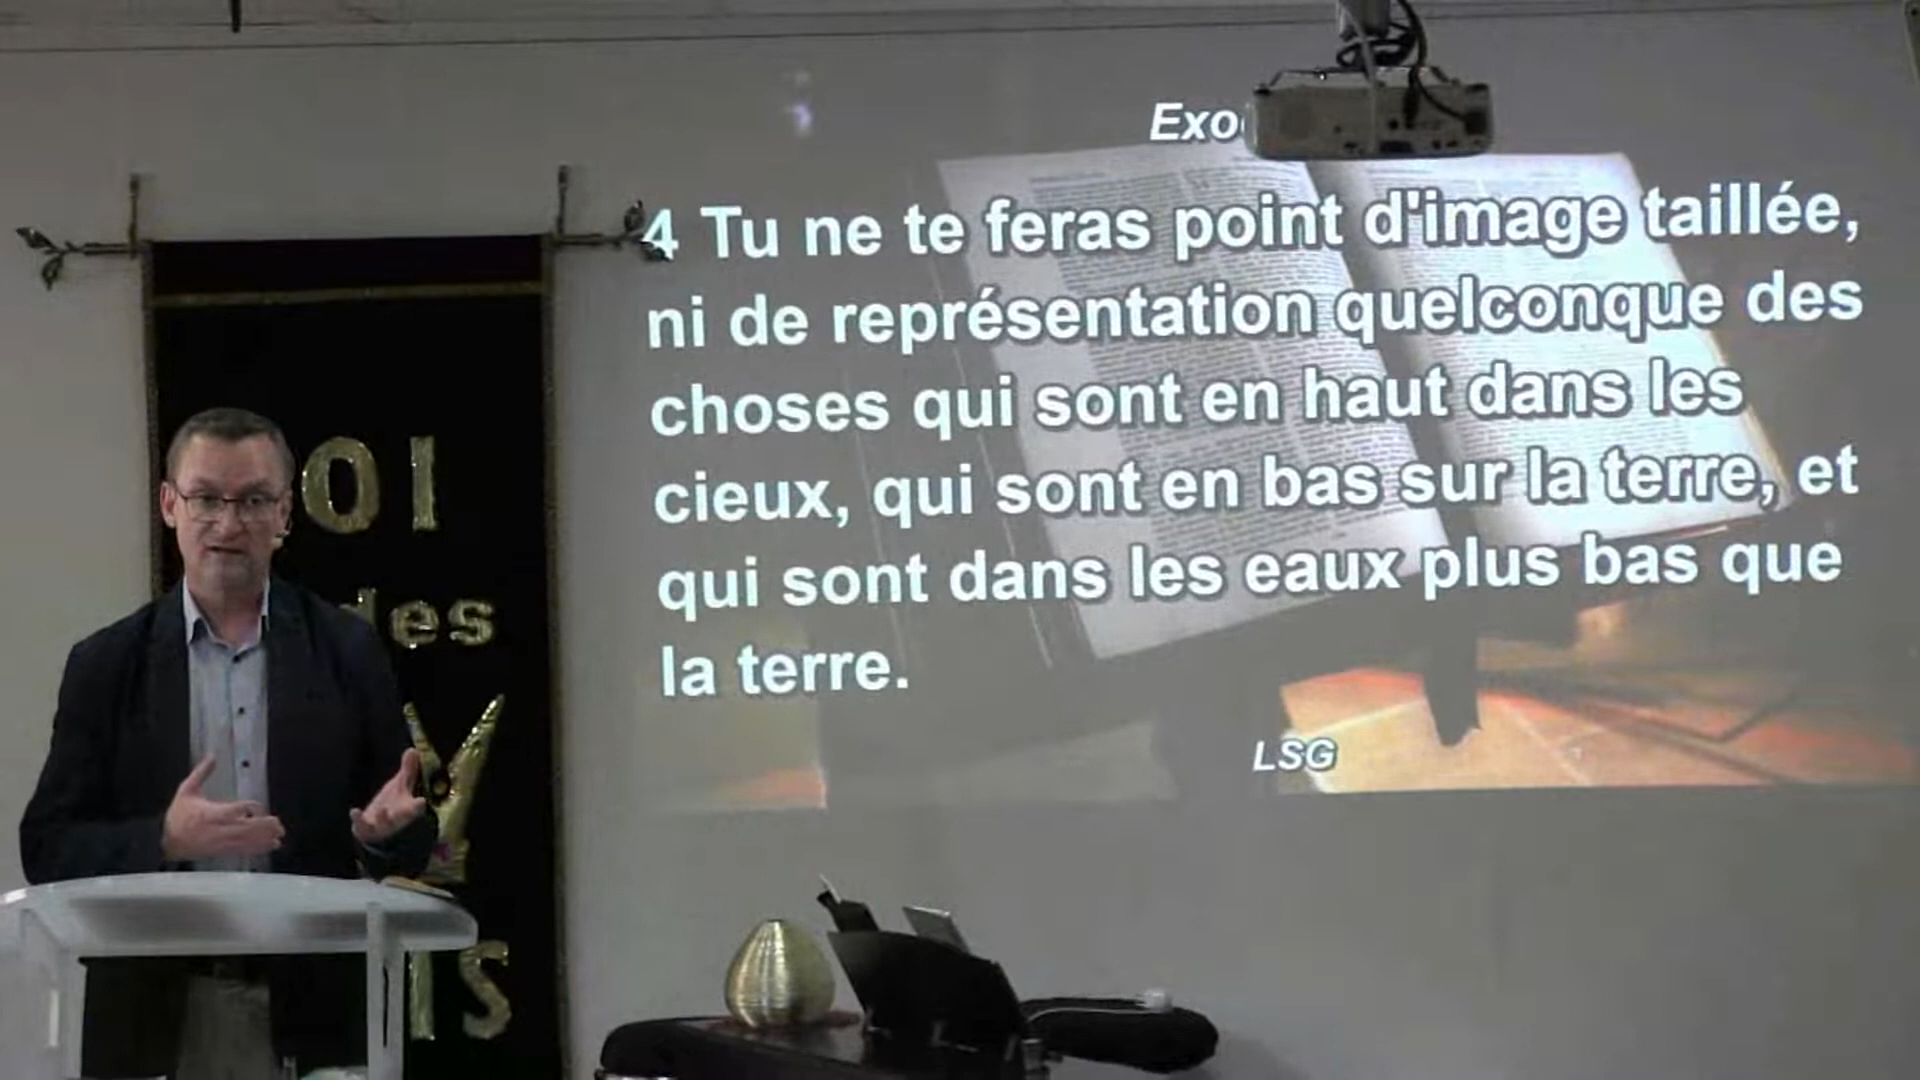 Exo
4 Tu ne te feras point d'image taillée,
ni de représentation quelconque des
choses qui sont en haut dans les
cieux, qui sont en bas sur la terre, et
qui sont dans les eaux plus bas que
la terre.
LSG
OI
des
IS